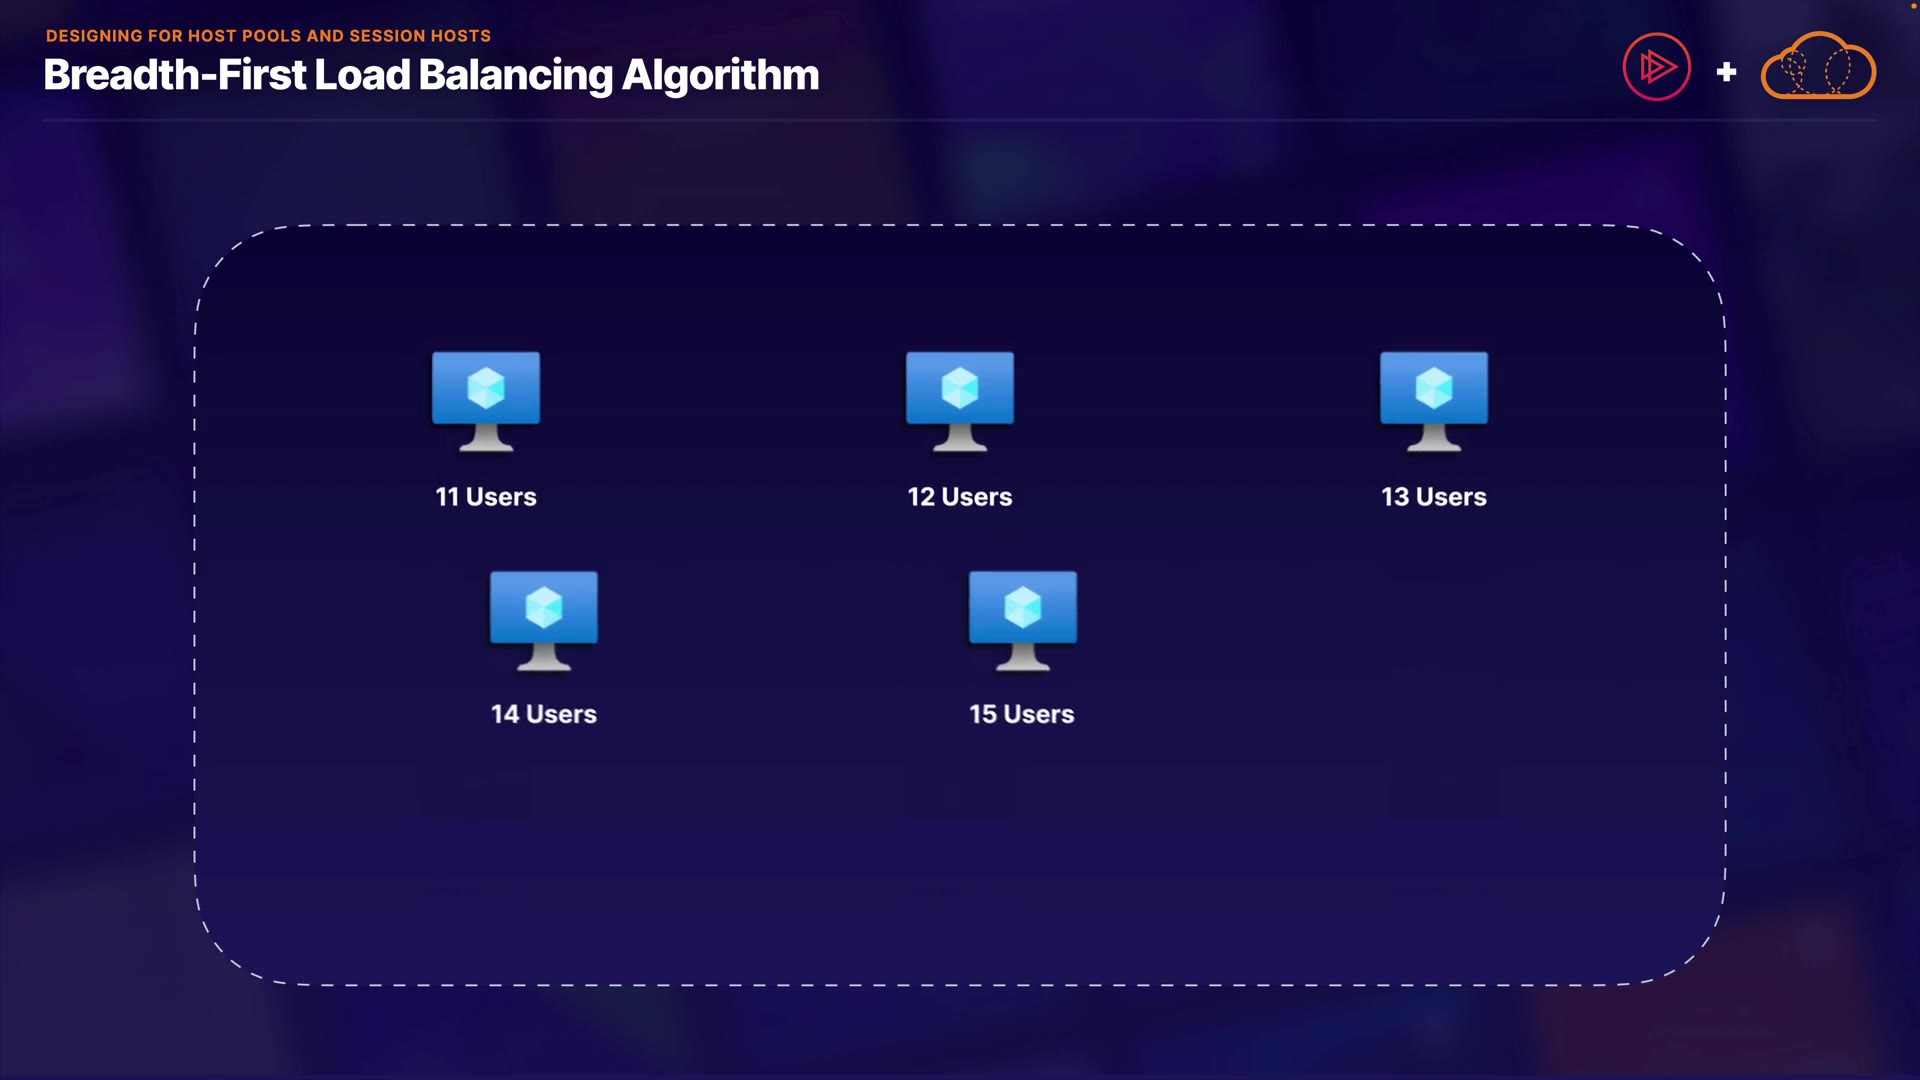 DESIGNING FOR HOST POOLS AND SESSION HOSTS
Breadth-First Load Balancing Algorithm
11 Users
12 Users
13 Users
14 Users
15 Users